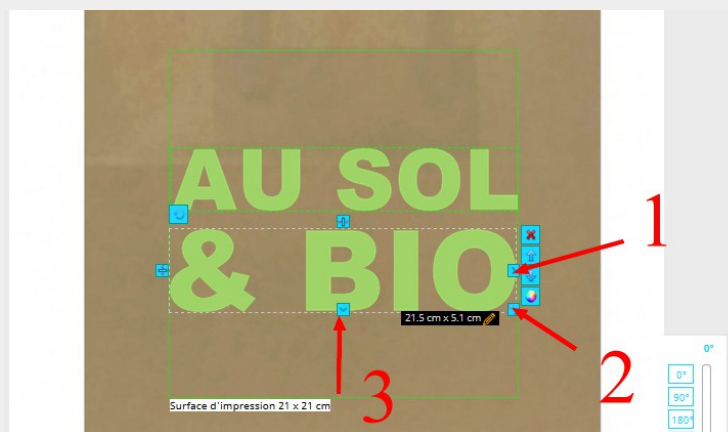 AU SOL
& BIO
1
21.5 cm x 5.1 cm
2
3
Surface d'impression 21 x 21 cm
0°
0°
90°
180°